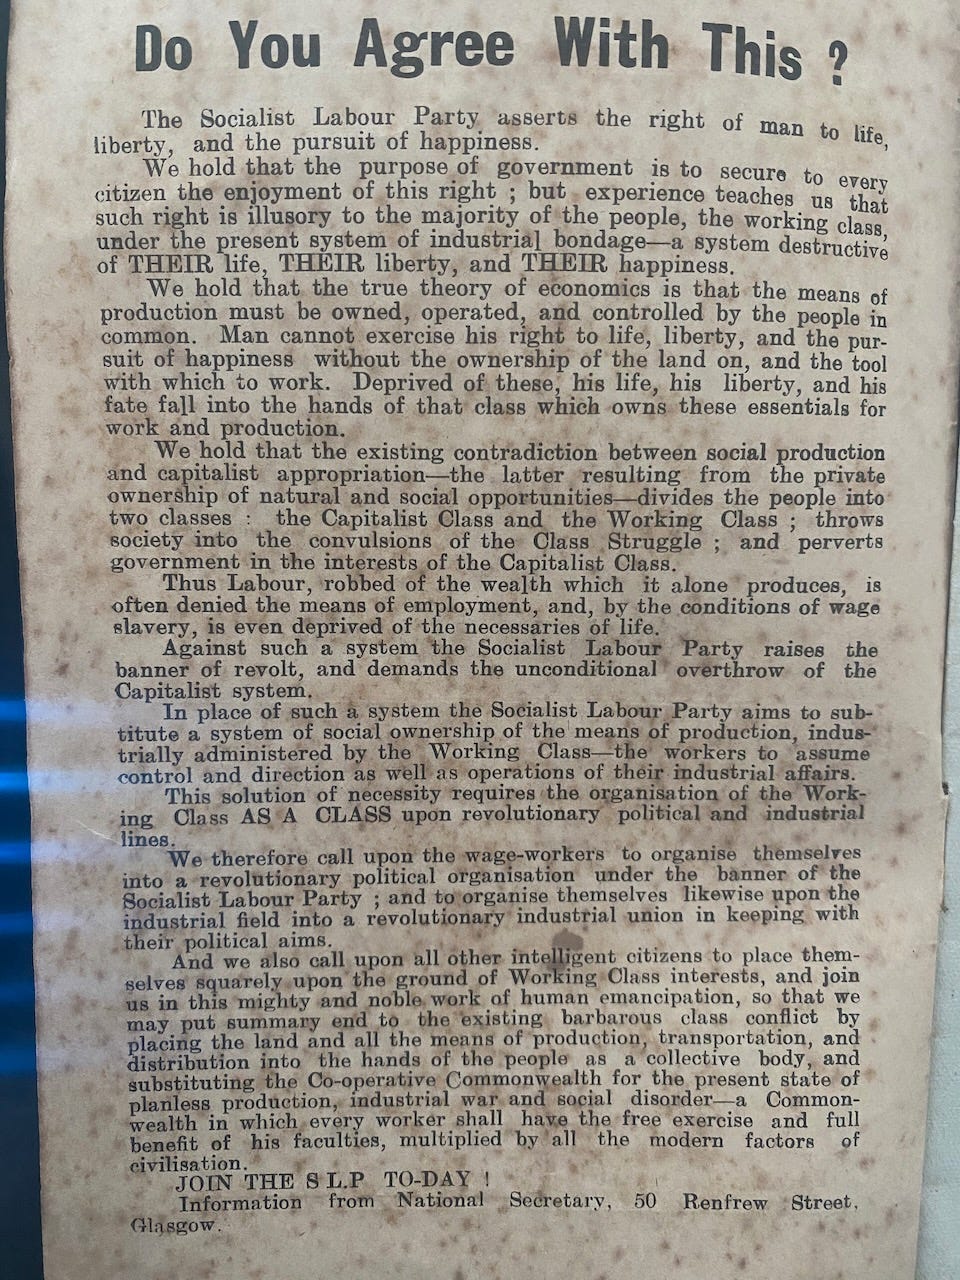 Do You Agree With This ?
The Socialist Labour Party asserts the right of man to life,
liberty, and the pursuit of happiness.
We hold that the purpose of government is to secure to every
citizen the enjoyment of this right ; but experience teaches us that
such right is illusory to the majority of the people, the working class,
under the present system of industrial bondage—a system destructive
of THEIR life, THEIR liberty, and THEIR happiness.
We hold that the true theory of economics is that the means of
production must be owned, operated, and controlled by the people in
common. Man cannot exercise his right to life, liberty, and the pur-
suit of happiness without the ownership of the land on, and the tool
with which to work. Deprived of these, his life, his liberty, and his
fate fall into the hands of that class which owns these essentials for
work and production.
We hold that the existing contradiction between social production
and capitalist appropriation—the latter resulting from the private
ownership of natural and social opportunities—divides the people into
two classes : the Capitalist Class and the Working Class ; throws
society into the convulsions of the Class Struggle ; and perverts
government in the interests of the Capitalist Class.
Thus Labour, robbed of the wealth which it alone produces, is
often denied the means of employment, and, by the conditions of wage
slavery, is even deprived of the necessaries of life.
Against such a system the Socialist Labour Party raises the
banner of revolt, and demands the unconditional overthrow of the
Capitalist system.
In place of such a system the Socialist Labour Party aims to sub-
titute a system of social ownership of the means of production, indus-
trially administered by the Working Class—the workers to assume
control and direction as well as operations of their industrial affairs.
This solution of necessity requires the organisation of the Work-
ing Class AS A CLASS upon revolutionary political and industrial
lines.
We therefore call upon the wage-workers to organise themselves
into a revolutionary political organisation under the banner of the
Socialist Labour Party ; and to organise themselves likewise upon the
industrial field into a revolutionary industrial union in keeping with
their political aims.
And we also call upon all other intelligent citizens to place them-
selves squarely upon the ground of Working Class interests, and join
us in this mighty and noble work of human emancipation, so that we
may put summary end to the existing barbarous class conflict by
placing the land and all the means of production, transportation, and
distribution into the hands of the people as a collective body, and
substituting the Co-operative Commonwealth for the present state of
planless production, industrial war and social disorder—a Common-
wealth in which every worker shall have the free exercise and full
benefit of his faculties, multiplied by all the modern factors of
civilisation.
JOIN THE S L.P TO-DAY !
Information from National Secretary, 50 Renfrew Street,
Glasgow.